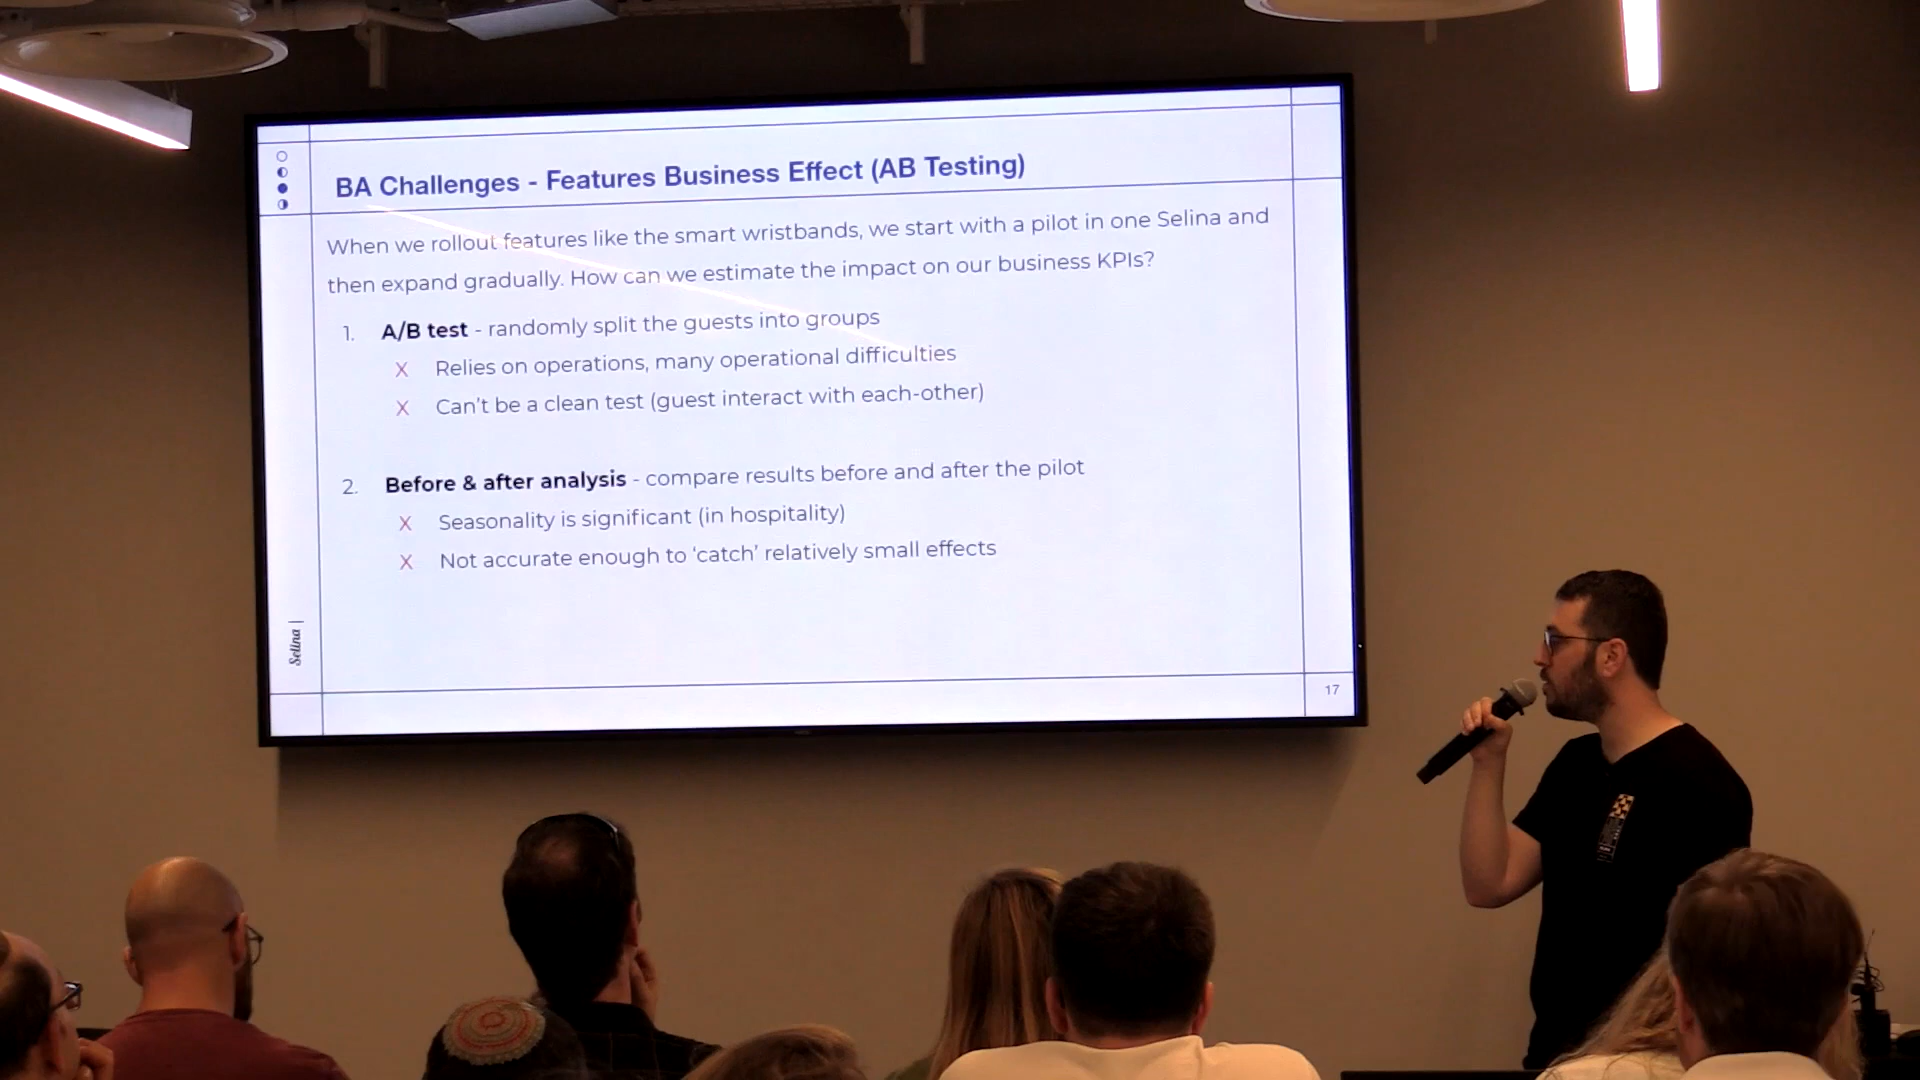 BA Challenges - Features Business Effect (AB Testing)
When we rollout features like the smart wristbands, we start with a pilot in one Selina and
then expand gradually. How can we estimate the impact on our business KPIs?
1. A/B test - randomly split the guests into groups
X Relies on operations, many operational difficulties
X Can't be a clean test (guest interact with each-other)
2. Before & after analysis - compare results before and after the pilot
X Seasonality is significant (in hospitality)
X Not accurate enough to 'catch' relatively small effects
Selina |
17